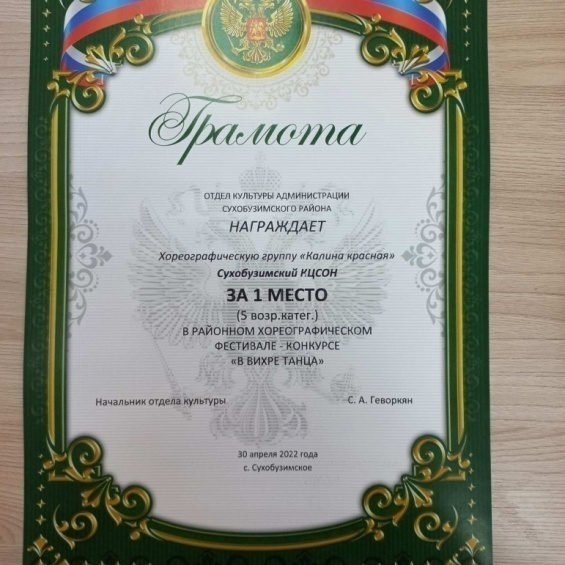 Грамота
ОТДЕЛ КУЛЬТУРЫ АДМИНИСТРАЦИИ
СУХОБУЗИМСКОГО РАЙОНА
НАГРАЖДАЕТ
Хореографическую группу «Калина красная»
Сухобузимский КЦСОН
ЗА 1 МЕСТО
(5 возр.катег.)
В РАЙОННОМ ХОРЕОГРАФИЧЕСКОМ
ФЕСТИВАЛЕ - КОНКУРСЕ
«В ВИХРЕ ТАНЦА»
Начальник отдела культуры С. А. Геворкян
30 апреля 2022 года
с. Сухобузимское